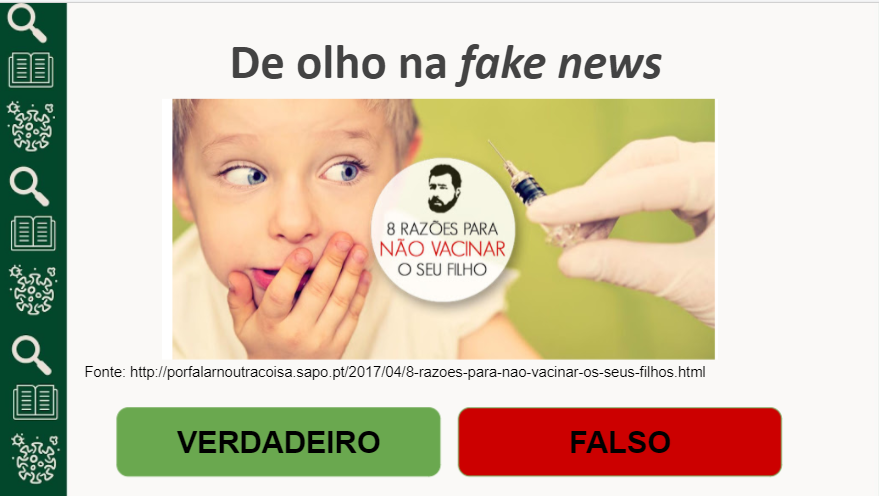 De olho na fake news
8 RAZÕES PARA
NÃO VACINAR
O SEU FILHO
Fonte: http://porfalarnoutracoisa.sapo.pt/2017/04/8-razoes-para-nao-vacinar-os-seus-filhos.html
VERDADEIRO
FALSO